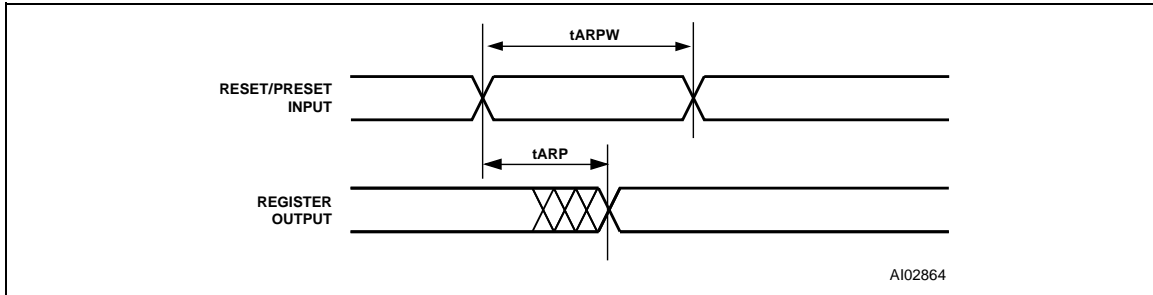 tARPW
RESET/PRESET
INPUT
tARP
REGISTER
OUTPUT
AI02864